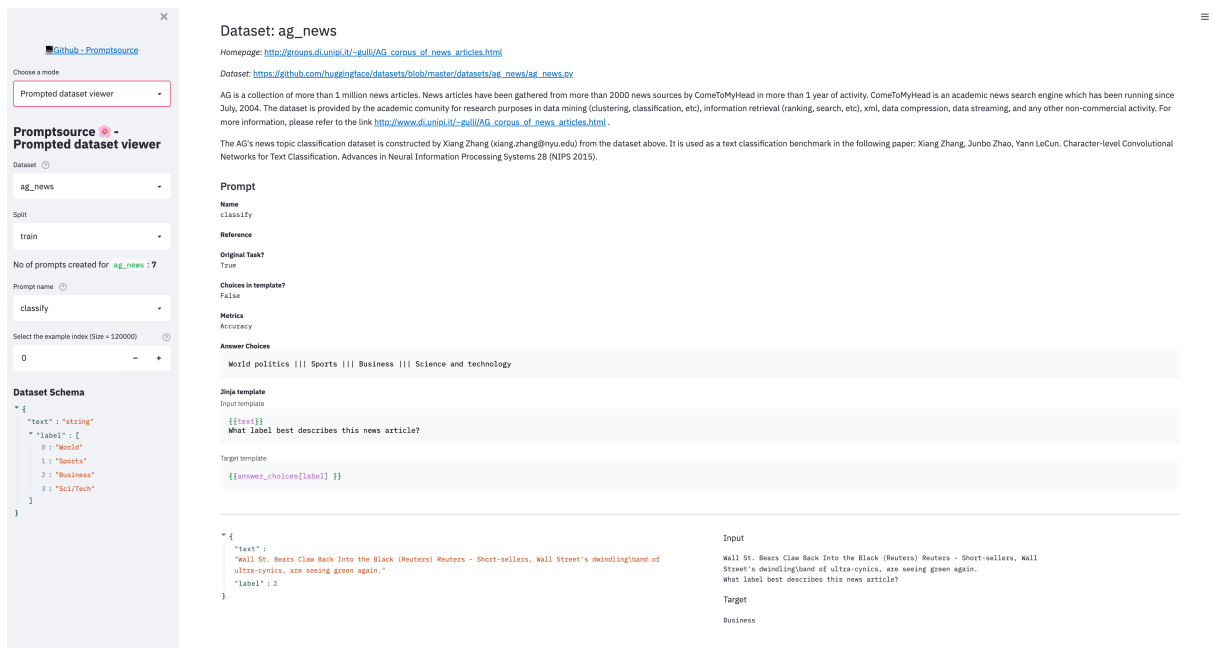 Github - Promptsource
Choose a mode
Prompted dataset viewer
Promptsource 🌸 -
Prompted dataset viewer
Dataset
ag_news
Split
train
No of prompts created for ag_news : 7
Prompt name
classify
Select the example index (Size = 120000)
0 − +
Dataset Schema
{
"text" : "string"
"label" : [
0 : "World"
1 : "Sports"
2 : "Business"
3 : "Sci/Tech"
]
}
Dataset: ag_news
Homepage: http://groups.di.unipi.it/~gulli/AG_corpus_of_news_articles.html
Dataset: https://github.com/huggingface/datasets/blob/master/datasets/ag_news/ag_news.py
AG is a collection of more than 1 million news articles. News articles have been gathered from more than 2000 news sources by ComeToMyHead in more than 1 year of activity. ComeToMyHead is an academic news search engine which has been running since
July, 2004. The dataset is provided by the academic comunity for research purposes in data mining (clustering, classification, etc), information retrieval (ranking, search, etc), xml, data compression, data streaming, and any other non-commercial activity. For
more information, please refer to the link http://www.di.unipi.it/~gulli/AG_corpus_of_news_articles.html .
The AG's news topic classification dataset is constructed by Xiang Zhang (xiang.zhang@nyu.edu) from the dataset above. It is used as a text classification benchmark in the following paper: Xiang Zhang, Junbo Zhao, Yann LeCun. Character-level Convolutional
Networks for Text Classification. Advances in Neural Information Processing Systems 28 (NIPS 2015).
Prompt
Name
classify
Reference
Original Task?
True
Choices in template?
False
Metrics
Accuracy
Answer Choices
World politics ||| Sports ||| Business ||| Science and technology
Jinja template
Input template
{{text}}
What label best describes this news article?
Target template
{{answer_choices[label] }}
{
"text" :
"Wall St. Bears Claw Back Into the Black (Reuters) Reuters - Short-sellers, Wall Street's dwindling\band of
ultra-cynics, are seeing green again."
"label" : 2
}
Input
Wall St. Bears Claw Back Into the Black (Reuters) Reuters - Short-sellers, Wall
Street's dwindling\band of ultra-cynics, are seeing green again.
What label best describes this news article?
Target
Business